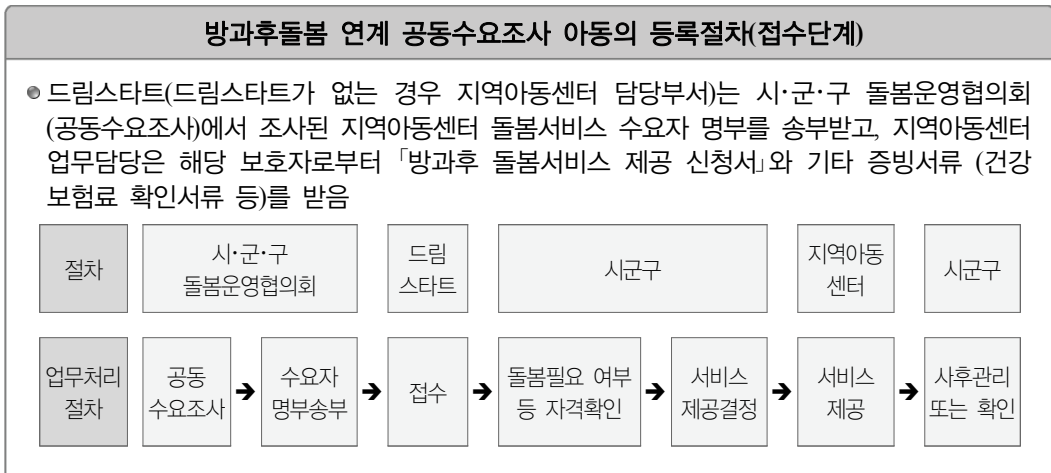 방과후돌봄 연계 공동수요조사 아동의 등록절차(접수단계)
드림스타트(드림스타트가 없는 경우 지역아동센터 담당부서)는 시·군·구 돌봄운영협의회
(공동수요조사)에서 조사된 지역아동센터 돌봄서비스 수요자 명부를 송부받고, 지역아동센터
업무담당은 해당 보호자로부터 「방과후 돌봄서비스 제공 신청서」와 기타 증빙서류 (건강
보험료 확인서류 등)를 받음
절차
시·군·구
돌봄운영협의회
드림
스타트
시군구
지역아동
센터
시군구
업무처리
절차
공동
수요조사
➔
수요자
명부송부
➔
접수
➔
돌봄필요 여부
등 자격확인
➔
서비스
제공결정
➔
서비스
제공
➔
사후관리
또는 확인